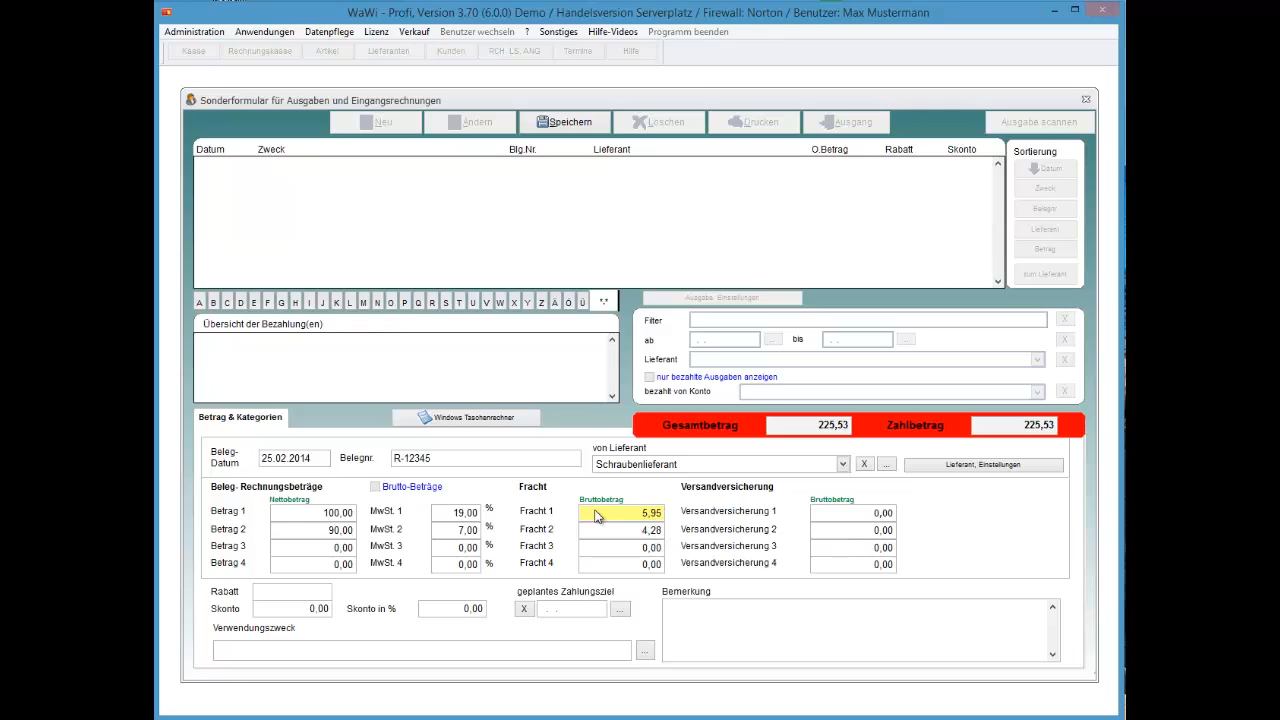 WaWi - Profi, Version 3.70 (6.0.0) Demo / Handelsversion Serverplatz / Firewall: Norton / Benutzer: Max Mustermann
Administration Anwendungen Datenpflege Lizenz Verkauf Benutzer wechseln ? Sonstiges Hilfe-Videos Programm beenden
Kasse Rechnungskasse Artikel Lieferanten Kunden RCH, LS, ANG Termine Hilfe
Sonderformular für Ausgaben und Eingangsrechnungen
Neu Ändern Speichern Löschen Drucken Ausgang Ausgabe scannen
Datum Zweck Blg.Nr. Lieferant O.Betrag Rabatt Skonto
Sortierung
Datum
Zweck
Belegnr
Lieferant
Betrag
zum Lieferant
A B C D E F G H I J K L M N O P Q R S T U V W X Y Z Ä Ö Ü *.*
Ausgabe, Einstellungen
Übersicht der Bezahlung(en)
Filter X
ab . . ... bis . . ... X
Lieferant X
nur bezahlte Ausgaben anzeigen
bezahlt von Konto X
Betrag & Kategorien Windows Taschenrechner
Gesamtbetrag 225,53 Zahlbetrag 225,53
Beleg-Datum 25.02.2014 Belegnr. R-12345
von Lieferant
Schraubenlieferant X ... Lieferant, Einstellungen
Beleg- Rechnungsbeträge Brutto-Beträge Fracht Versandversicherung
Nettobetrag Bruttobetrag Bruttobetrag
Betrag 1 100,00 MwSt. 1 19,00 % Fracht 1 5,95 Versandversicherung 1 0,00
Betrag 2 90,00 MwSt. 2 7,00 % Fracht 2 4,28 Versandversicherung 2 0,00
Betrag 3 0,00 MwSt. 3 0,00 % Fracht 3 0,00 Versandversicherung 3 0,00
Betrag 4 0,00 MwSt. 4 0,00 % Fracht 4 0,00 Versandversicherung 4 0,00
Rabatt geplantes Zahlungsziel Bemerkung
Skonto 0,00 Skonto in % 0,00 X . . ...
Verwendungszweck
...